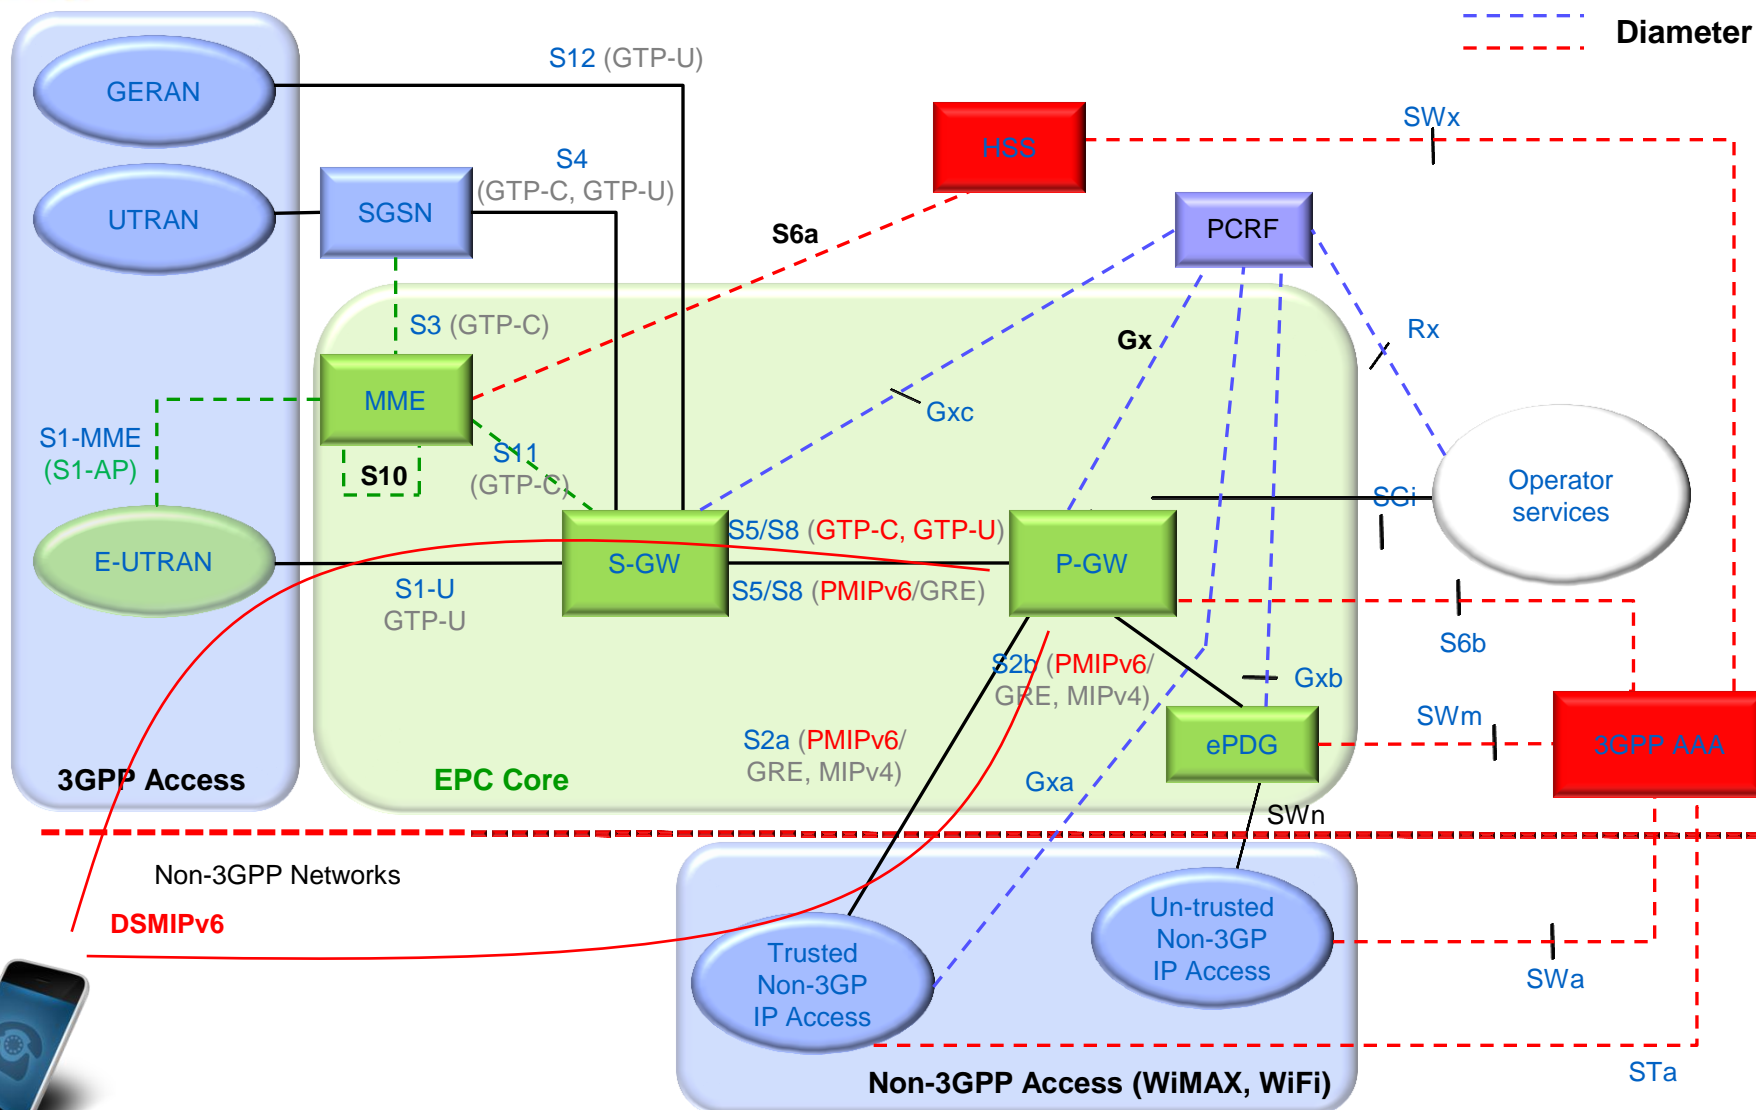 Diameter
S12 (GTP-U)
GERAN
HSS
SWx
S4
(GTP-C, GTP-U)
UTRAN
SGSN
S6a
PCRF
S3 (GTP-C)
Gx
Rx
MME
Gxc
S1-MME
(S1-AP)
S10
S11
(GTP-C)
SGi
Operator
services
S5/S8 (GTP-C, GTP-U)
E-UTRAN
S-GW
P-GW
S1-U
GTP-U
S5/S8 (PMIPv6/GRE)
S6b
S2b (PMIPv6/
GRE, MIPv4)
Gxb
SWm
S2a (PMIPv6/
GRE, MIPv4)
ePDG
3GPP AAA
3GPP Access
EPC Core
Gxa
SWn
Non-3GPP Networks
DSMIPv6
Un-trusted
Non-3GP
IP Access
Trusted
Non-3GP
IP Access
SWa
STa
Non-3GPP Access (WiMAX, WiFi)